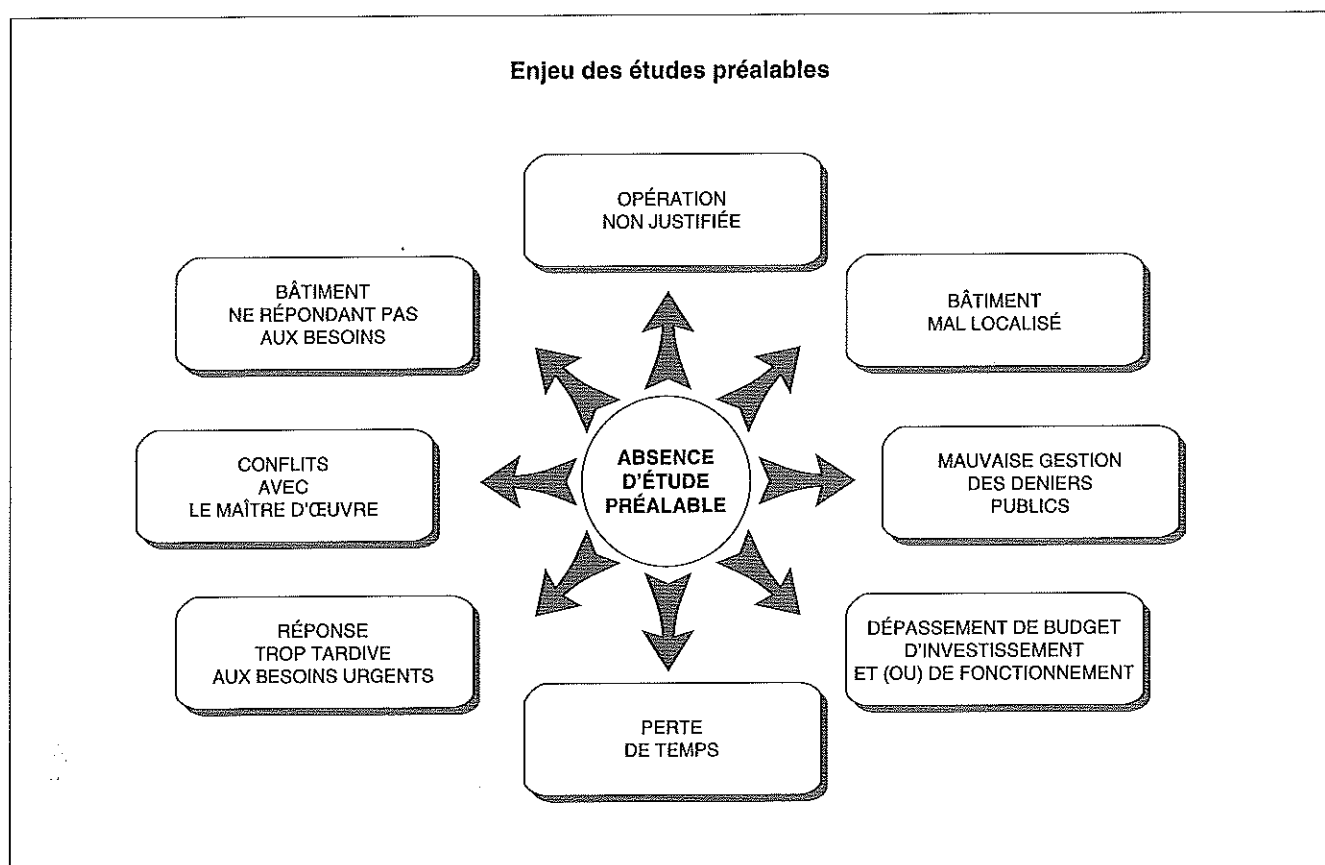 Enjeu des études préalables
OPÉRATION
NON JUSTIFIÉE
BÂTIMENT
NE RÉPONDANT PAS
AUX BESOINS
BÂTIMENT
MAL LOCALISÉ
CONFLITS
AVEC
LE MAÎTRE D'ŒUVRE
ABSENCE
D'ÉTUDE
PRÉALABLE
MAUVAISE GESTION
DES DENIERS
PUBLICS
RÉPONSE
TROP TARDIVE
AUX BESOINS URGENTS
DÉPASSEMENT DE BUDGET
D'INVESTISSEMENT
ET (OU) DE FONCTIONNEMENT
PERTE
DE TEMPS